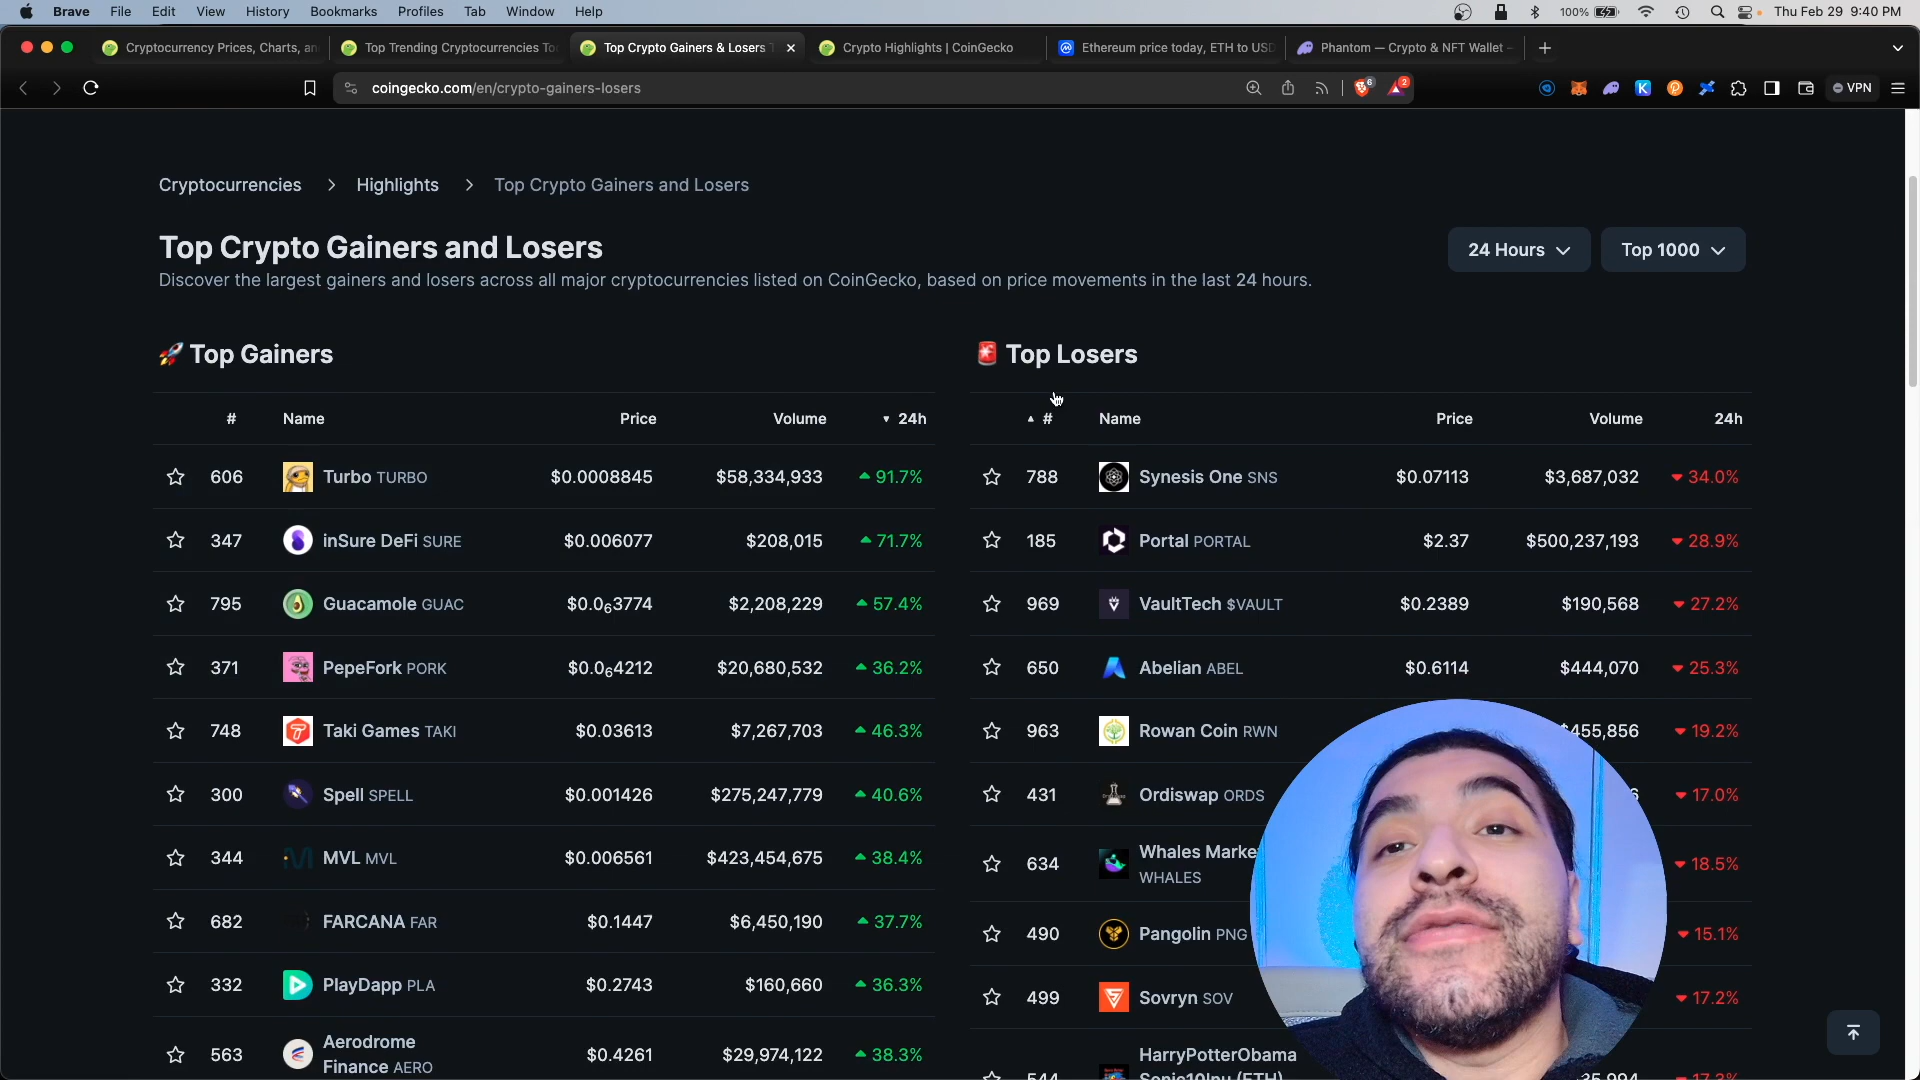 Brave File Edit View History Bookmarks Profiles Tab Window Help 100% Thu Feb 29 9:40 PM
Cryptocurrency Prices, Charts, an Top Trending Cryptocurrencies To Top Crypto Gainers & Losers T Crypto Highlights | CoinGecko Ethereum price today, ETH to USD Phantom — Crypto & NFT Wallet -
coingecko.com/en/crypto-gainers-losers 6 2 VPN
Cryptocurrencies > Highlights > Top Crypto Gainers and Losers
Top Crypto Gainers and Losers
24 Hours Top 1000
Discover the largest gainers and losers across all major cryptocurrencies listed on CoinGecko, based on price movements in the last 24 hours.
Top Gainers
# Name Price Volume 24h
606 Turbo TURBO $0.0008845 $58,334,933 91.7%
347 inSure DeFi SURE $0.006077 $208,015 71.7%
795 Guacamole GUAC $0.0₆3774 $2,208,229 57.4%
371 PepeFork PORK $0.0₆4212 $20,680,532 36.2%
748 Taki Games TAKI $0.03613 $7,267,703 46.3%
300 Spell SPELL $0.001426 $275,247,779 40.6%
344 MVL MVL $0.006561 $423,454,675 38.4%
682 FARCANA FAR $0.1447 $6,450,190 37.7%
332 PlayDapp PLA $0.2743 $160,660 36.3%
563 Aerodrome
Finance AERO $0.4261 $29,974,122 38.3%
Top Losers
# Name Price Volume 24h
788 Synesis One SNS $0.07113 $3,687,032 34.0%
185 Portal PORTAL $2.37 $500,237,193 28.9%
969 VaultTech $VAULT $0.2389 $190,568 27.2%
650 Abelian ABEL $0.6114 $444,070 25.3%
963 Rowan Coin RWN 455,856 19.2%
431 Ordiswap ORDS 17.0%
634 Whales Marke
WHALES 18.5%
490 Pangolin PNG 15.1%
499 Sovryn SOV 17.2%
HarryPotterObama